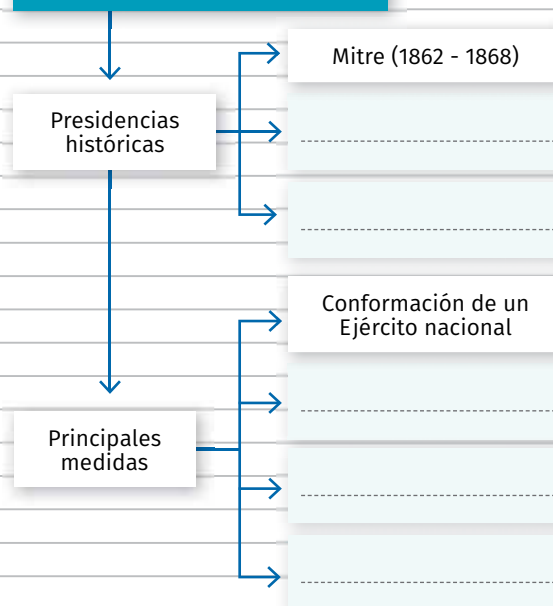 Mitre (1862 - 1868)
Presidencias
históricas
Conformación de un
Ejército nacional
Principales
medidas